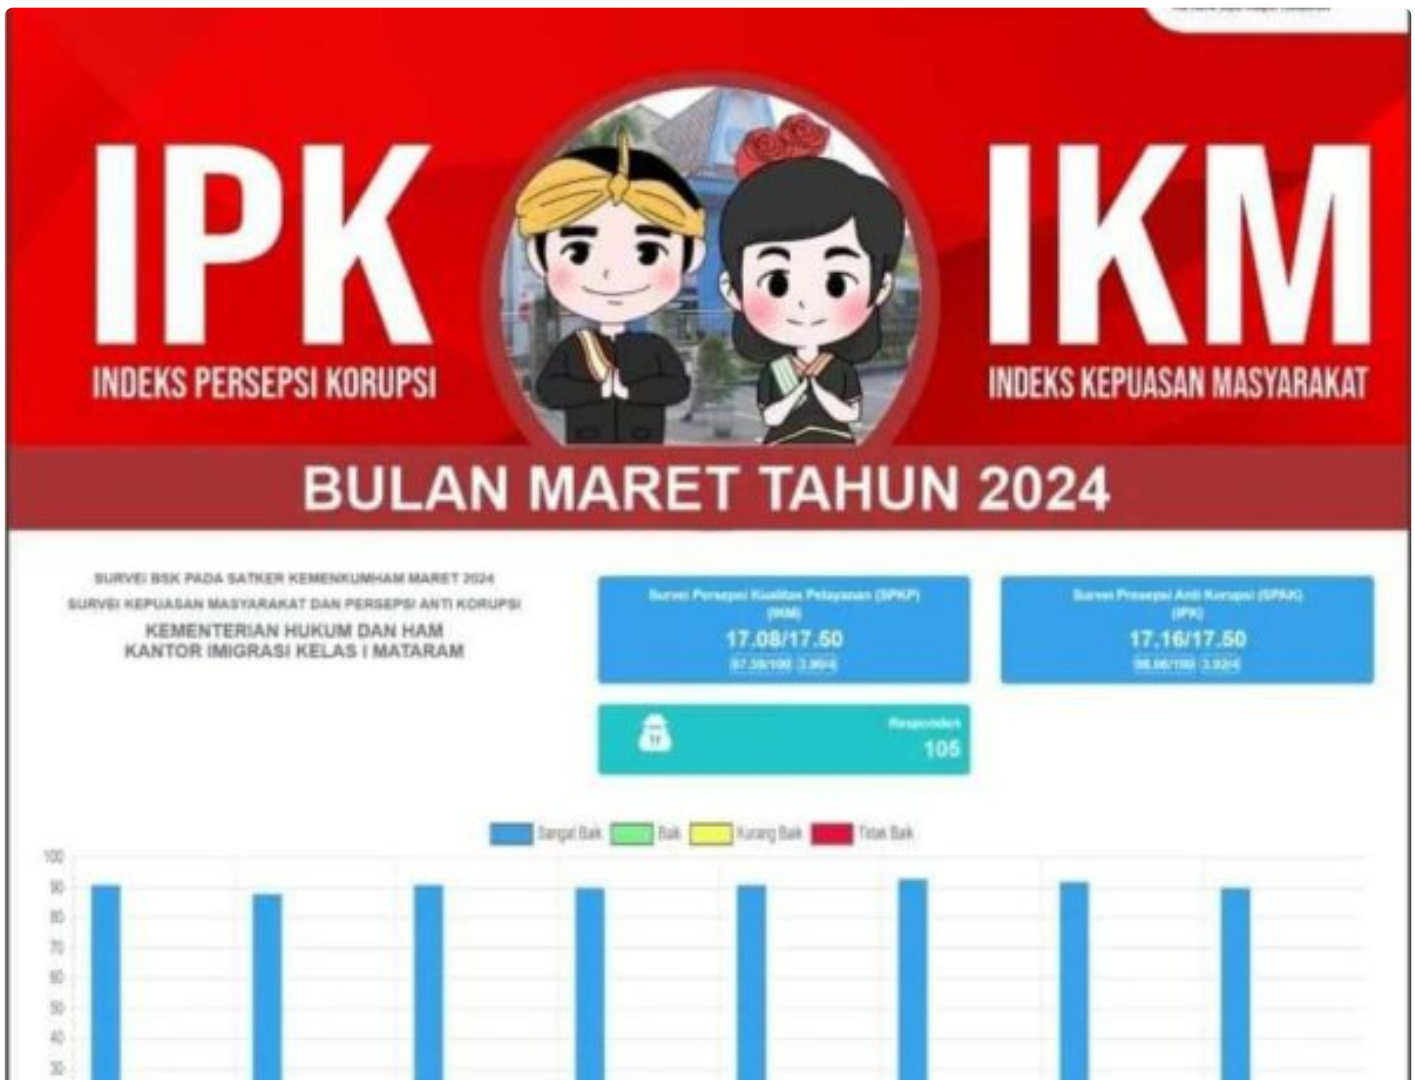 IPK
INDEKS PERSEPSI KORUPSI
IKM
INDEKS KEPUASAN MASYARAKAT
BULAN MARET TAHUN 2024
SURVEI BSK PADA SATKER KEMENKUMHAM MARET 2024
SURVEI KEPUASAN MASYARAKAT DAN PERSEPSI ANTI KORUPSI
KEMENTERIAN HUKUM DAN HAM
KANTOR IMIGRASI KELAS I MATARAM
Survei Persepsi Kualitas Pelayanan (SPKP)
(IKM)
17.08/17.50
Survei Presepsi Anti Korupsi (SPAK)
(IPK)
17.16/17.50
Responden
105
Sangat Baik Baik Kurang Baik Tidak Baik
100
90
80
70
60
50
40
30